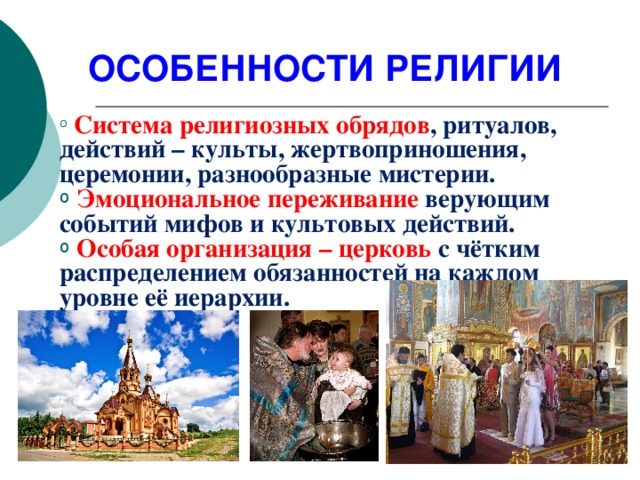 ОСОБЕННОСТИ РЕЛИГИИ
Система религиозных обрядов, ритуалов,
действий – культы, жертвоприношения,
церемонии, разнообразные мистерии.
Эмоциональное переживание верующим
событий мифов и культовых действий.
Особая организация – церковь с чётким
распределением обязанностей на каждом
уровне её иерархии.